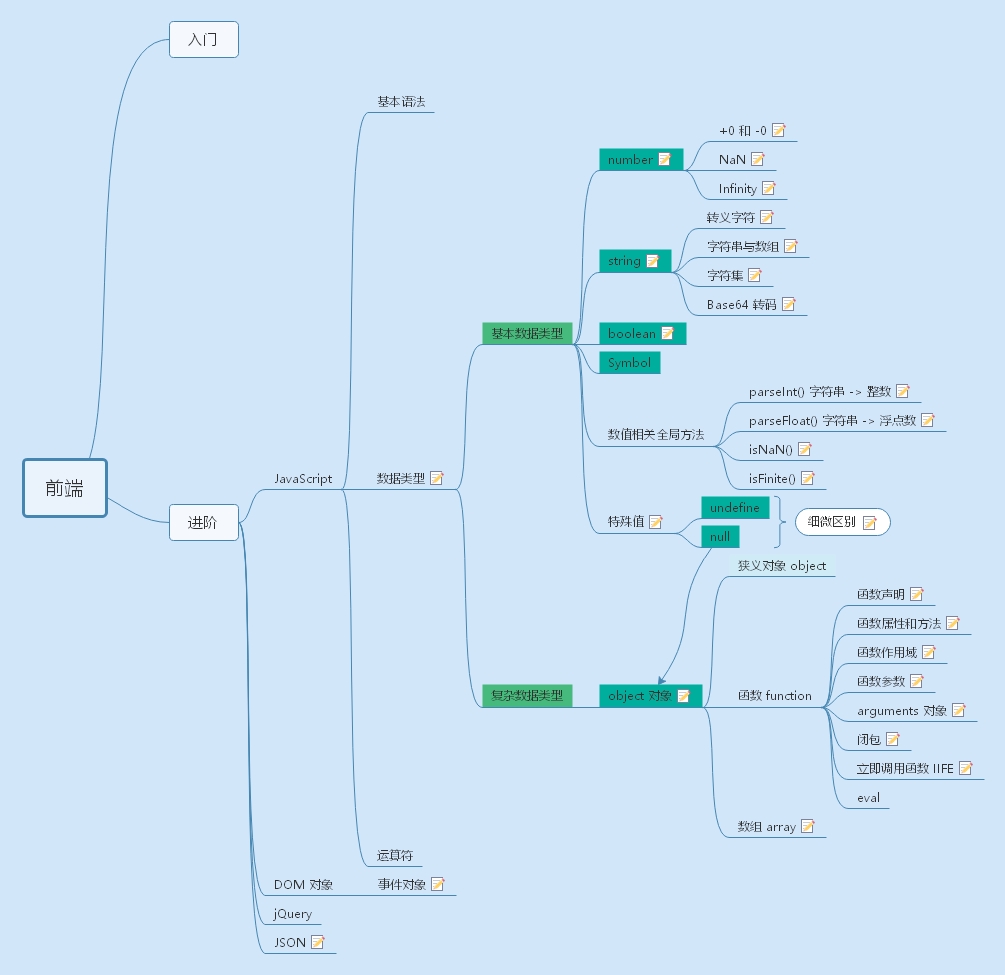 前端
入门
进阶
JavaScript
基本语法
数据类型
基本数据类型
number
+0 和 -0
NaN
Infinity
string
转义字符
字符串与数组
字符集
Base64 转码
boolean
Symbol
数值相关全局方法
parseInt() 字符串 -> 整数
parseFloat() 字符串 -> 浮点数
isNaN()
isFinite()
特殊值
undefine
null
细微区别
复杂数据类型
object 对象
狭义对象 object
函数 function
函数声明
函数属性和方法
函数作用域
函数参数
arguments 对象
闭包
立即调用函数 IIFE
eval
数组 array
运算符
DOM 对象
事件对象
jQuery
JSON